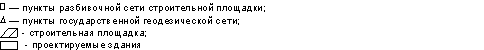 — пункты разбивочной сети строительной площадки;
— пункты государственной геодезической сети;
- строительная площадка;
- проектируемые здания